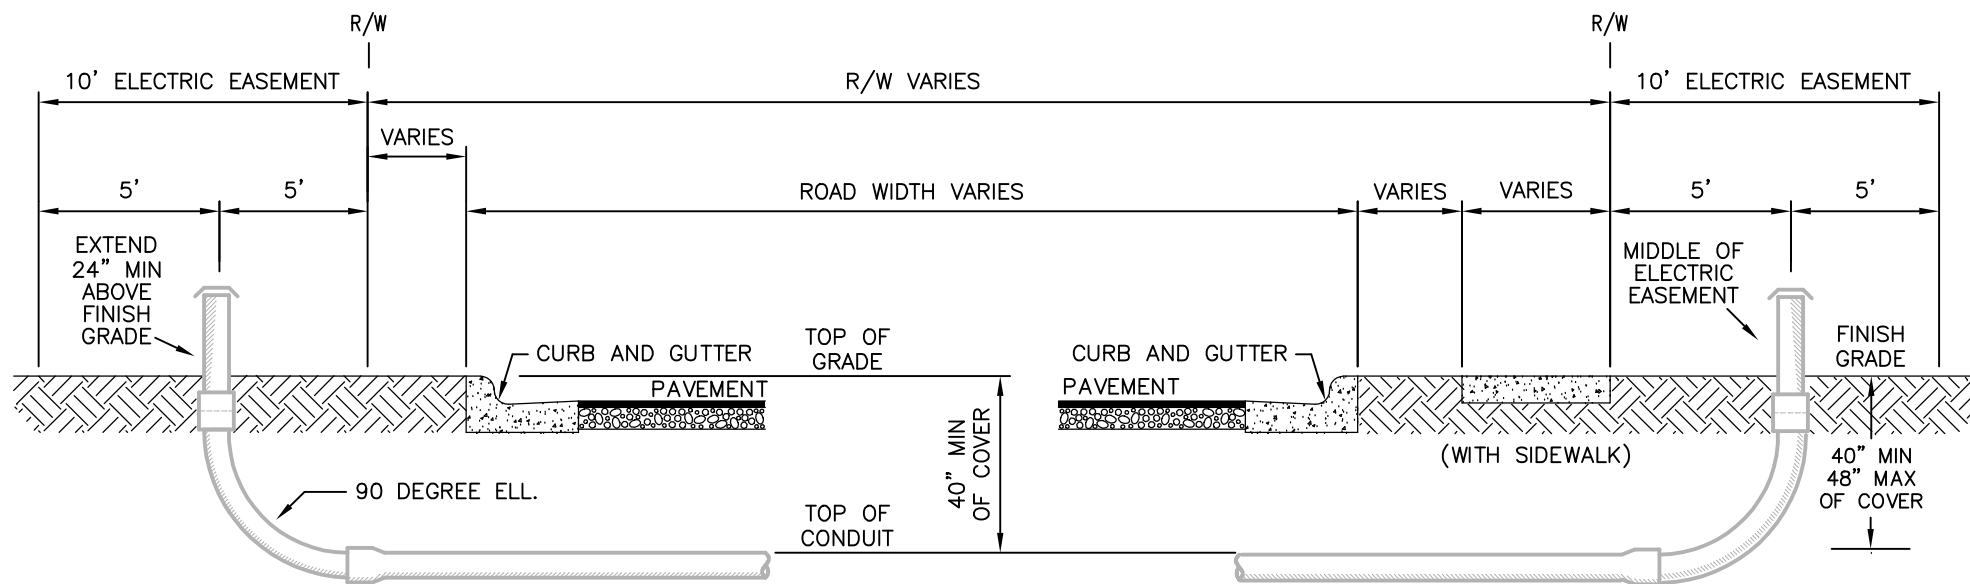 R/W
R/W
10' ELECTRIC EASEMENT
R/W VARIES
10' ELECTRIC EASEMENT
VARIES
5'
5'
ROAD WIDTH VARIES
VARIES
VARIES
5'
5'
EXTEND
24" MIN
ABOVE
FINISH
GRADE
MIDDLE OF
ELECTRIC
EASEMENT
CURB AND GUTTER
TOP OF
GRADE
CURB AND GUTTER
FINISH
GRADE
PAVEMENT
PAVEMENT
40" MIN
OF COVER
(WITH SIDEWALK)
40" MIN
48" MAX
OF COVER
90 DEGREE ELL.
TOP OF
CONDUIT